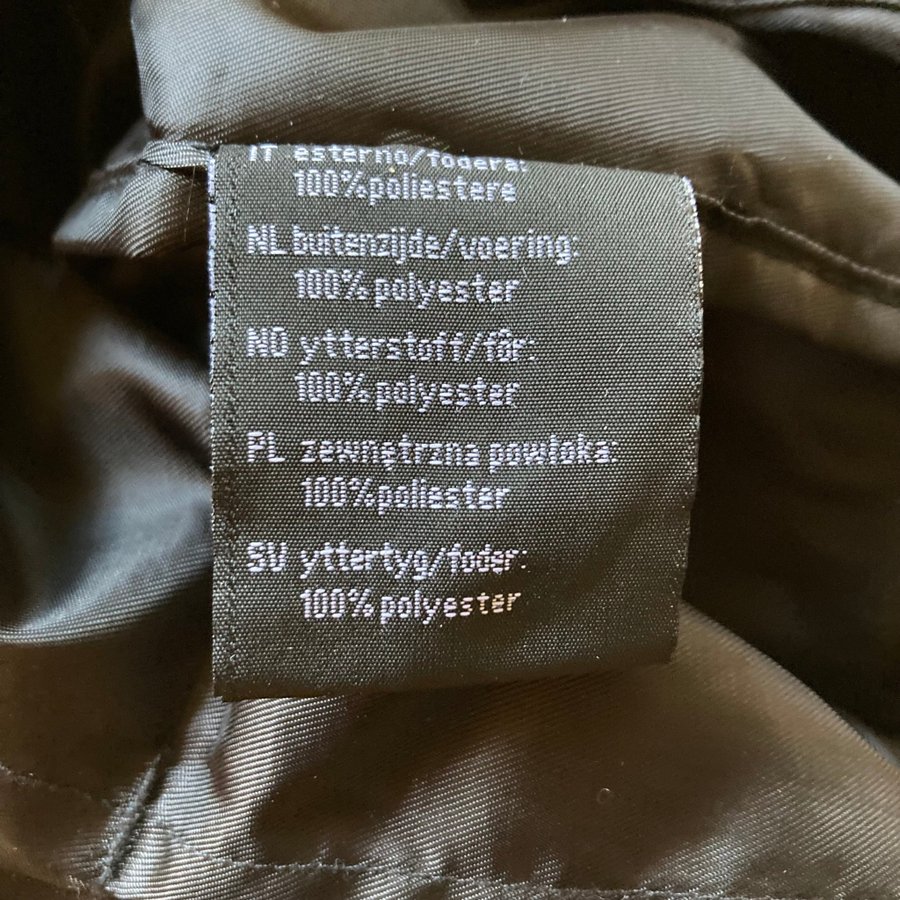 IT esterno/fodera:
100%poliestere
NL buitenzijde/voering:
100%polyester
NO ytterstoff/fôr:
100%polyester
PL zewnętrzna powłoka:
100%poliester
SV yttertyg/foder:
100%polyester